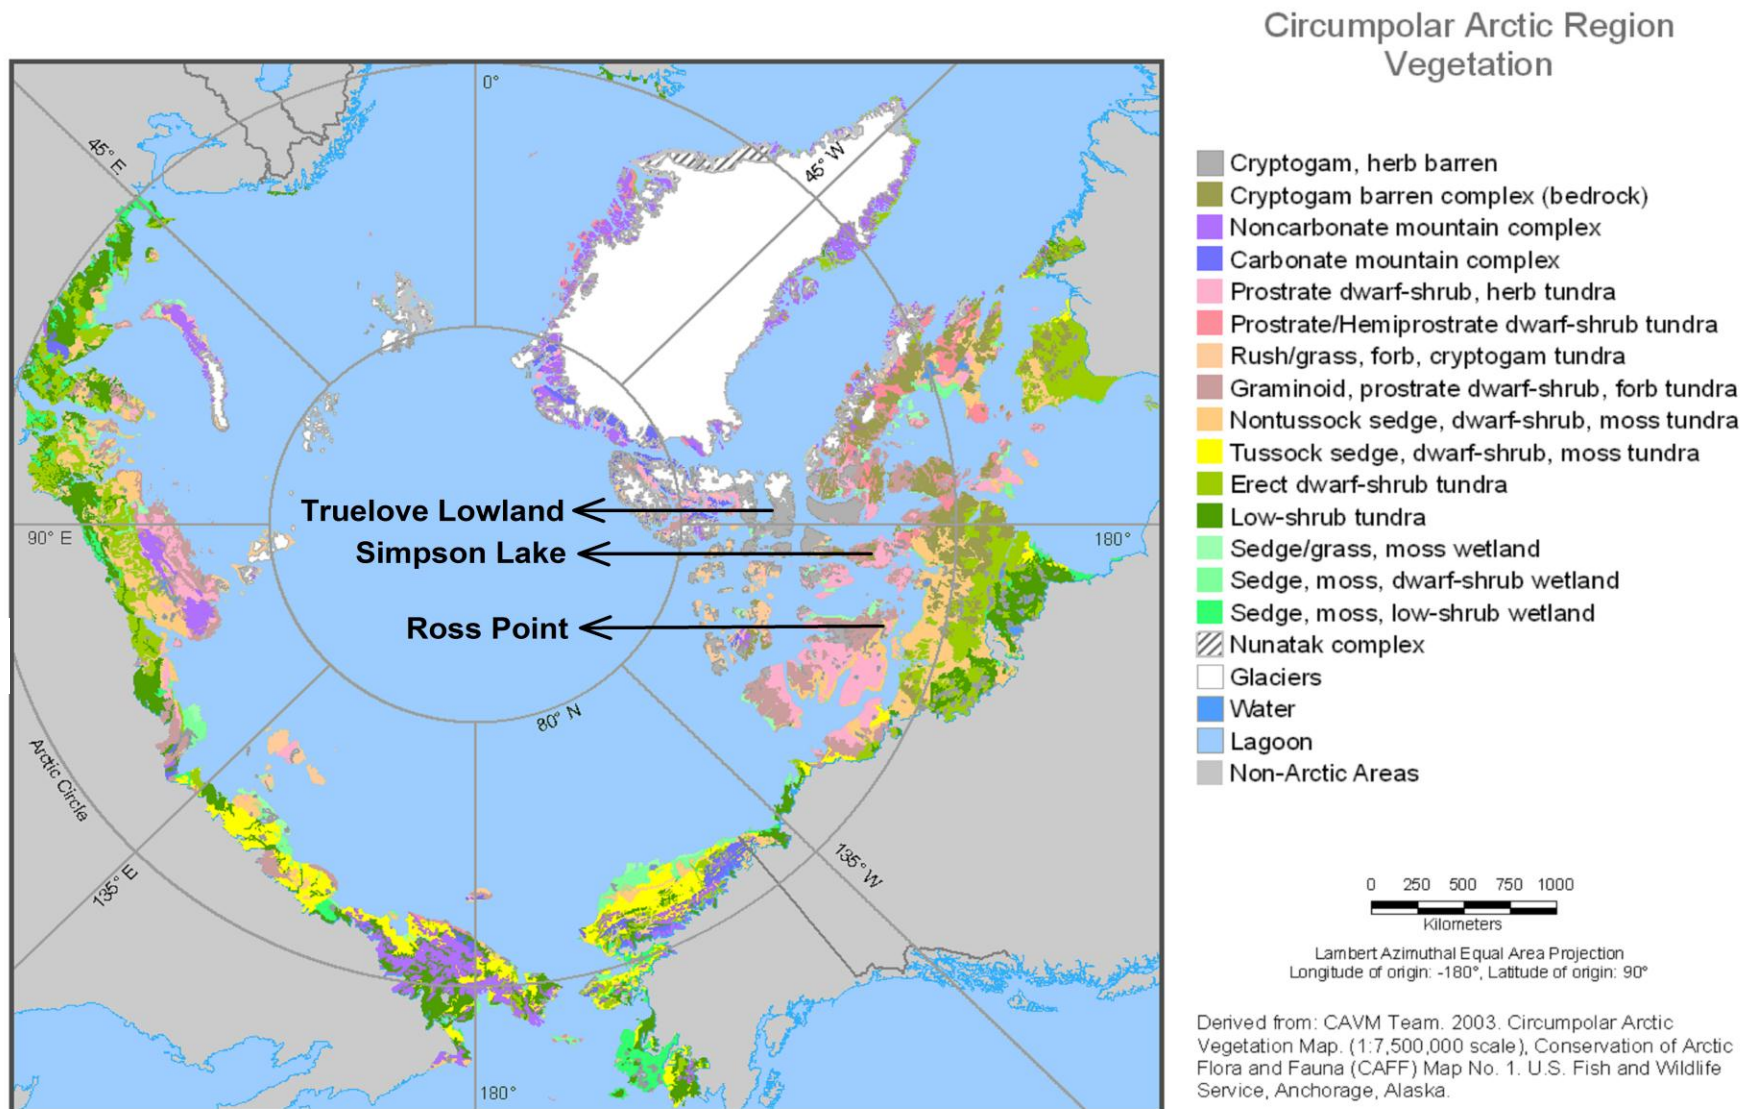 Circumpolar Arctic Region
Vegetation
0°
45° E
45° W
Truelove Lowland
Simpson Lake
Ross Point
90° E
180°
80° N
Arctic Circle
135° E
135° W
180°
Cryptogam, herb barren
Cryptogam barren complex (bedrock)
Noncarbonate mountain complex
Carbonate mountain complex
Prostrate dwarf-shrub, herb tundra
Prostrate/Hemiprostrate dwarf-shrub tundra
Rush/grass, forb, cryptogam tundra
Graminoid, prostrate dwarf-shrub, forb tundra
Nontussock sedge, dwarf-shrub, moss tundra
Tussock sedge, dwarf-shrub, moss tundra
Erect dwarf-shrub tundra
Low-shrub tundra
Sedge/grass, moss wetland
Sedge, moss, dwarf-shrub wetland
Sedge, moss, low-shrub wetland
Nunatak complex
Glaciers
Water
Lagoon
Non-Arctic Areas
0 250 500 750 1000
Kilometers
Lambert Azimuthal Equal Area Projection
Longitude of origin: -180°, Latitude of origin: 90°
Derived from: CAVM Team. 2003. Circumpolar Arctic
Vegetation Map. (1:7,500,000 scale), Conservation of Arctic
Flora and Fauna (CAFF) Map No. 1. U.S. Fish and Wildlife
Service, Anchorage, Alaska.